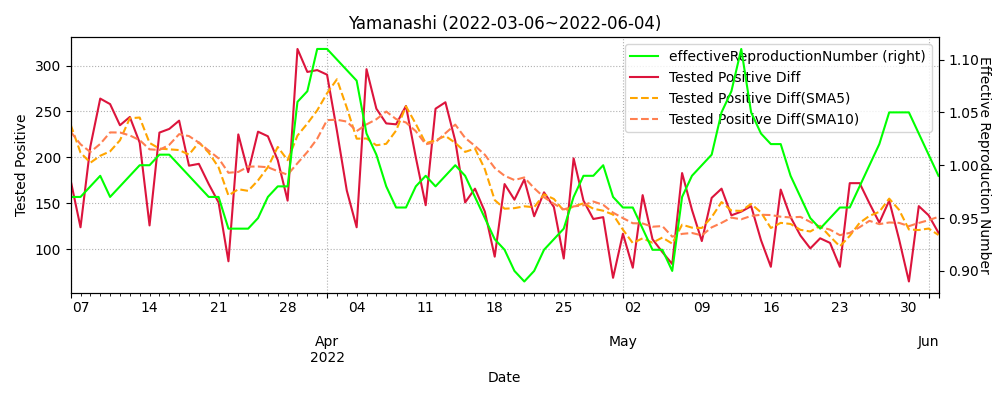 Yamanashi (2022-03-06~2022-06-04)
effectiveReproductionNumber (right)
Tested Positive Diff
Tested Positive Diff(SMA5)
Tested Positive Diff(SMA10)
Tested Positive
300
250
200
150
100
1.10
1.05
1.00
0.95
0.90
Effective Reproduction Number
07 14 21 28 04 11 18 25 02 09 16 23 30
Apr May Jun
2022
Date